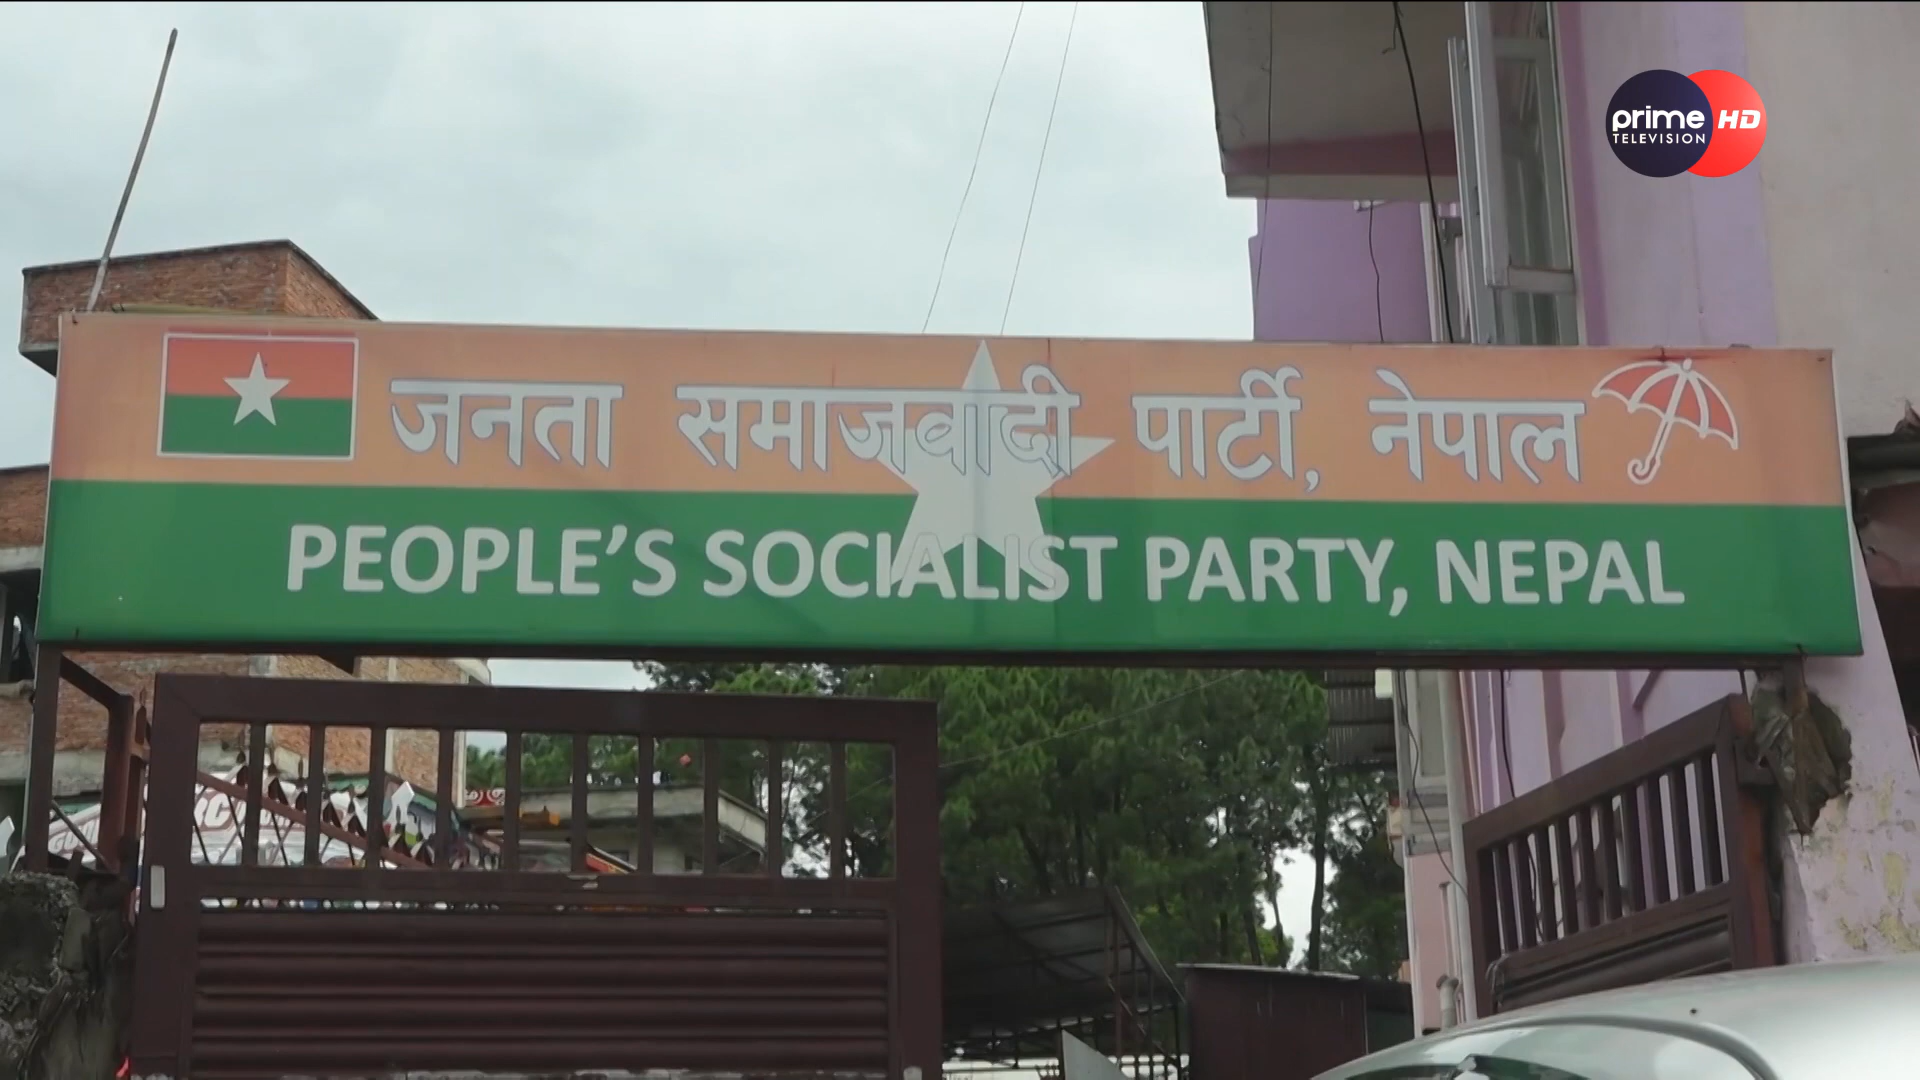 prime HD
TELEVISION
जनता समाजवादी पार्टी, नेपाल
PEOPLE'S SOCIALIST PARTY, NEPAL